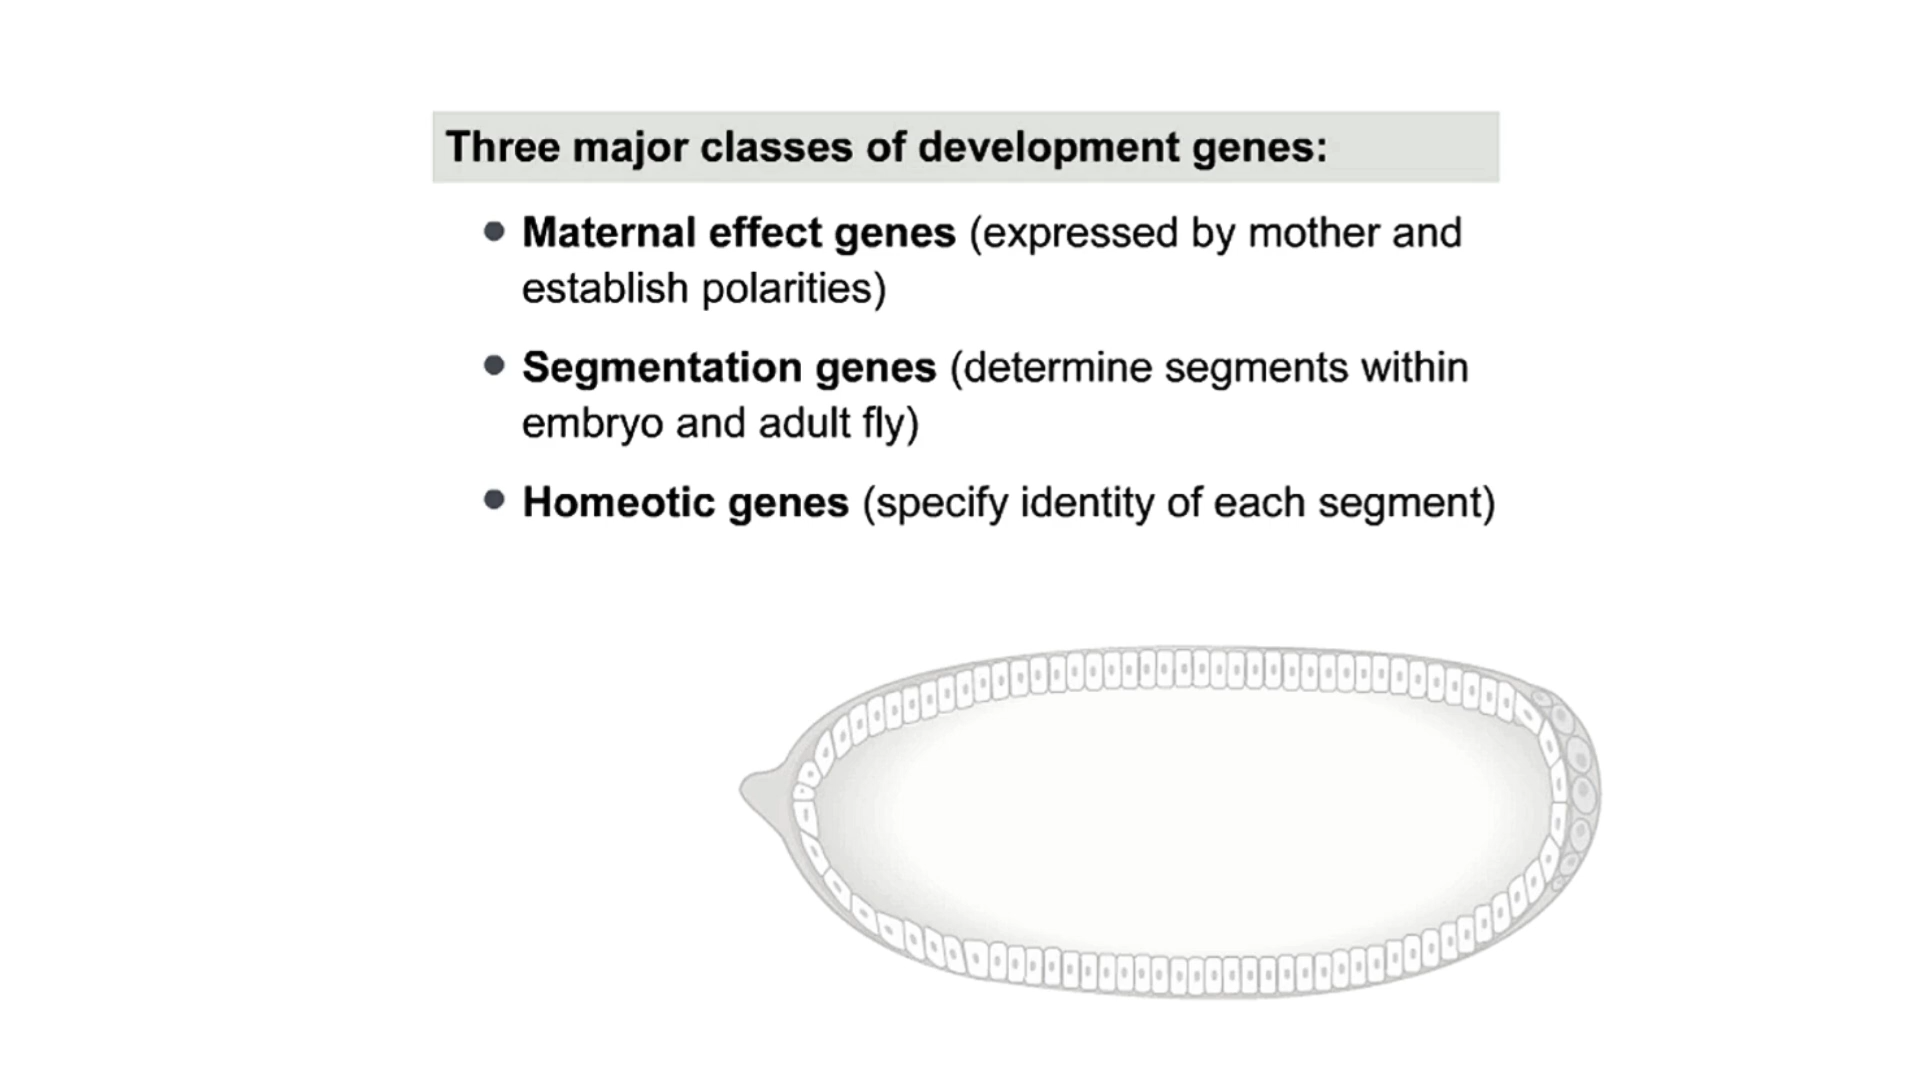 Three major classes of development genes:
● Maternal effect genes (expressed by mother and
establish polarities)
● Segmentation genes (determine segments within
embryo and adult fly)
● Homeotic genes (specify identity of each segment)